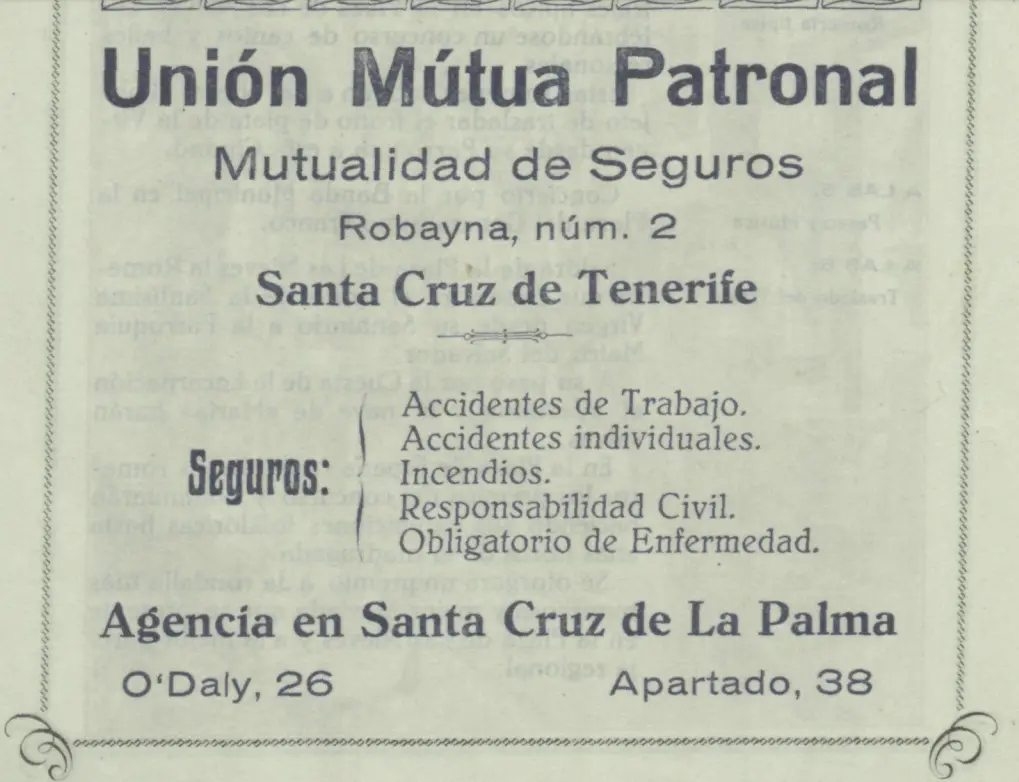 Unión Mútua Patronal
Mutualidad de Seguros
Robayna, núm. 2
Santa Cruz de Tenerife
Seguros:
Accidentes de Trabajo.
Accidentes individuales.
Incendios.
Responsabilidad Civil.
Obligatorio de Enfermedad.
Agencia en Santa Cruz de La Palma
O'Daly, 26 Apartado, 38